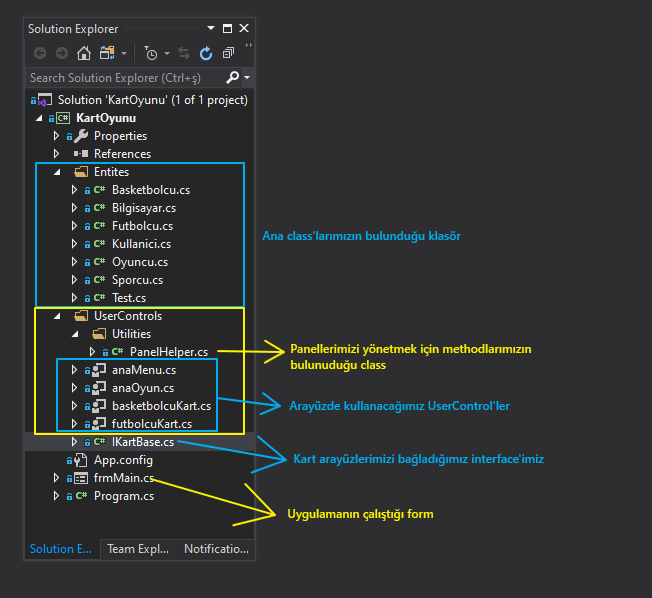 Solution Explorer
Search Solution Explorer (Ctrl+ş)
Solution 'KartOyunu' (1 of 1 project)
C# KartOyunu
Properties
References
Entites
C# Basketbolcu.cs
C# Bilgisayar.cs
C# Futbolcu.cs
C# Kullanici.cs
Ana class'larımızın bulunduğu klasör
C# Oyuncu.cs
C# Sporcu.cs
C# Test.cs
UserControls
Utilities
C# PanelHelper.cs
Panellerimizi yönetmek için methodlarımızın
bulunuduğu class
anaMenu.cs
anaOyun.cs
basketbolcuKart.cs
Arayüzde kullanacağımız UserControl'ler
futbolcuKart.cs
C# IKartBase.cs
Kart arayüzlerimizi bağladığımız interface'imiz
App.config
frmMain.cs
C# Program.cs
Uygulamanın çalıştığı form
Solution E... Team Expl... Notificatio...